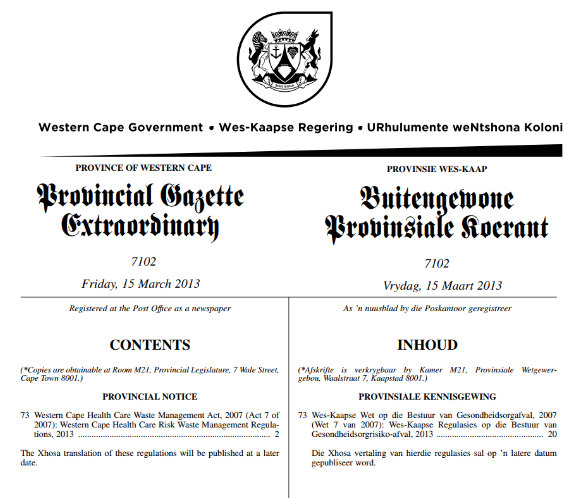 Western Cape Government • Wes-Kaapse Regering • URhulumente weNtshona Koloni
PROVINCE OF WESTERN CAPE
Provincial Gazette
Extraordinary
7102
Friday, 15 March 2013
Registered at the Post Office as a newspaper
CONTENTS
(*Copies are obtainable at Room M21, Provincial Legislature, 7 Wale Street,
Cape Town 8001.)
PROVINCIAL NOTICE
73 Western Cape Health Care Waste Management Act, 2007 (Act 7 of
2007): Western Cape Health Care Risk Waste Management Regula-
tions, 2013 .......................................................................... 2
The Xhosa translation of these regulations will be published at a later
date.
PROVINSIE WES-KAAP
Buitengewone
Provinsiale Koerant
7102
Vrydag, 15 Maart 2013
As 'n nuusblad by die Poskantoor geregistreer
INHOUD
(*Afskrifte is verkrygbaar by Kamer M21, Provinsiale Wetgewer-
gebou, Waalstraat 7, Kaapstad 8001.)
PROVINSIALE KENNISGEWING
73 Wes-Kaapse Wet op die Bestuur van Gesondheidsorgafval, 2007
(Wet 7 van 2007): Wes-Kaapse Regulasies op die Bestuur van
Gesondheidsorgrisiko-afval, 2013 .......................................... 20
Die Xhosa vertaling van hierdie regulasies sal op 'n latere datum
gepubliseer word.